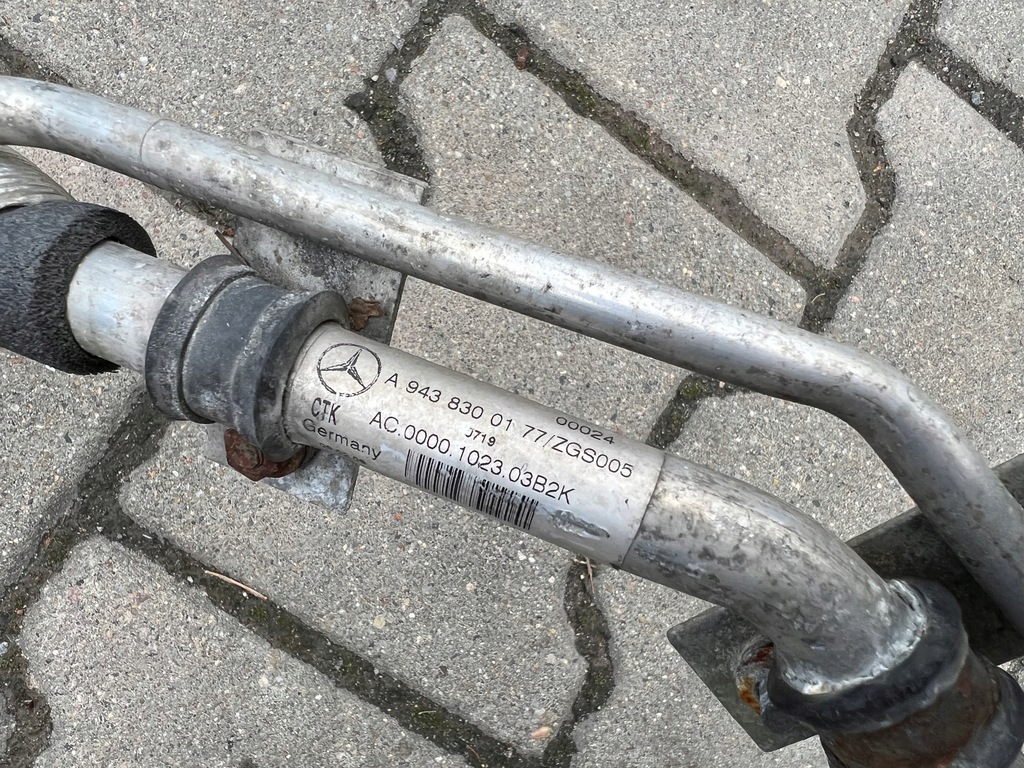 A 943 830 01 77/ZGS005
00024
J719
CTK AC.0000.1023.03B2K
Germany